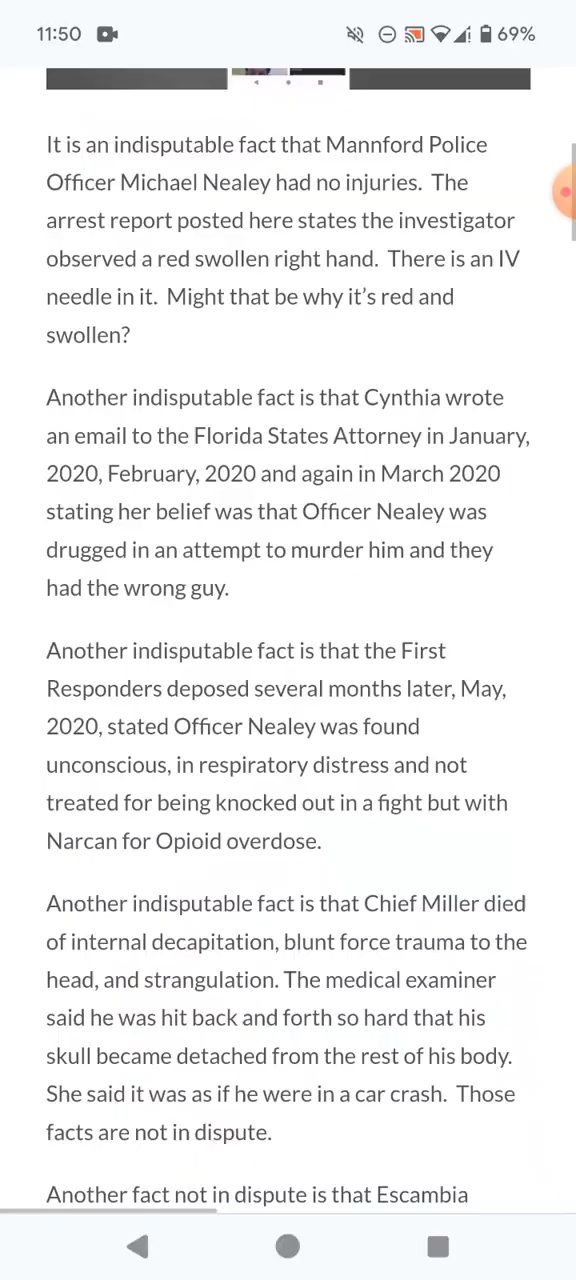 11:50
69%
It is an indisputable fact that Mannford Police
Officer Michael Nealey had no injuries.  The
arrest report posted here states the investigator
observed a red swollen right hand.  There is an IV
needle in it.  Might that be why it’s red and
swollen?
Another indisputable fact is that Cynthia wrote
an email to the Florida States Attorney in January,
2020, February, 2020 and again in March 2020
stating her belief was that Officer Nealey was
drugged in an attempt to murder him and they
had the wrong guy.
Another indisputable fact is that the First
Responders deposed several months later, May,
2020, stated Officer Nealey was found
unconscious, in respiratory distress and not
treated for being knocked out in a fight but with
Narcan for Opioid overdose.
Another indisputable fact is that Chief Miller died
of internal decapitation, blunt force trauma to the
head, and strangulation. The medical examiner
said he was hit back and forth so hard that his
skull became detached from the rest of his body.
She said it was as if he were in a car crash.  Those
facts are not in dispute.
Another fact not in dispute is that Escambia